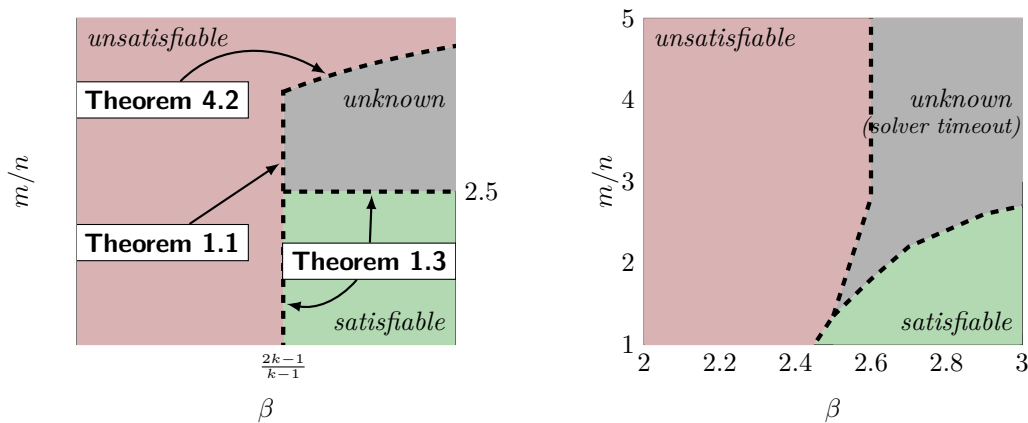 unsatisfiable
Theorem 4.2
unknown
m/n
2.5
Theorem 1.1
Theorem 1.3
satisfiable
2k−1
k−1
β
5
unsatisfiable
4
unknown
(solver timeout)
m/n
3
2
satisfiable
1
2 2.2 2.4 2.6 2.8 3
β